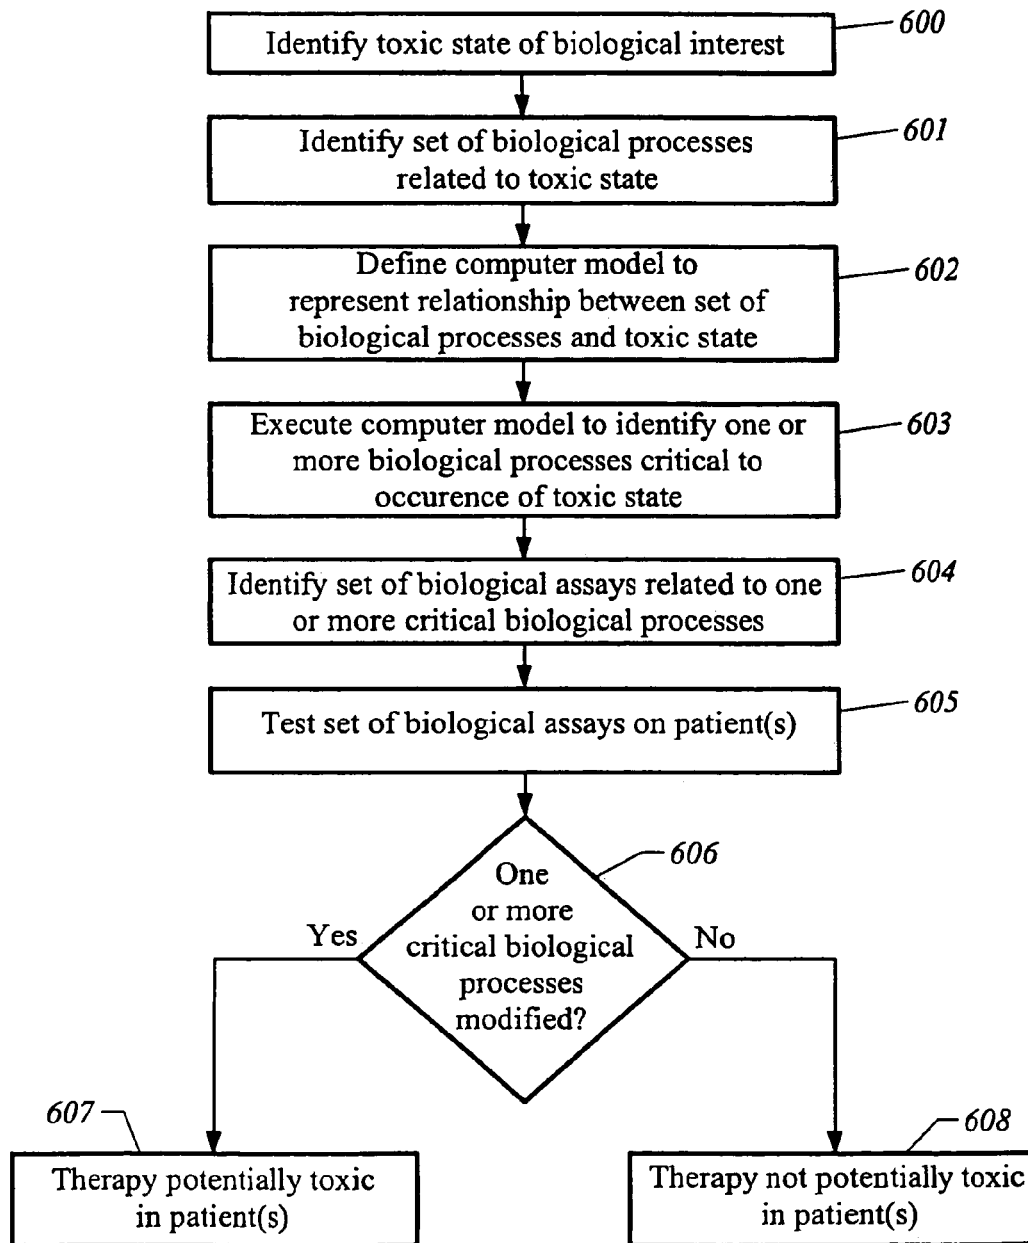 Identify toxic state of biological interest
600
Identify set of biological processes
related to toxic state
601
Define computer model to
represent relationship between set of
biological processes and toxic state
602
Execute computer model to identify one or
more biological processes critical to
occurence of toxic state
603
Identify set of biological assays related to one
or more critical biological processes
604
Test set of biological assays on patient(s)
605
One
or more
critical biological
processes
modified?
606
Yes
No
607
Therapy potentially toxic
in patient(s)
608
Therapy not potentially toxic
in patient(s)